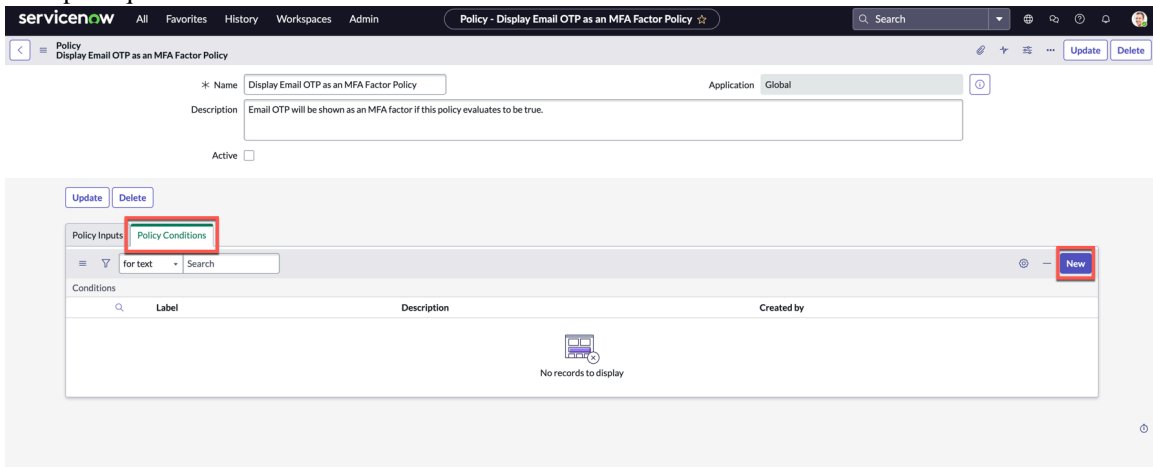 servicenow All Favorites History Workspaces Admin Policy - Display Email OTP as an MFA Factor Policy Search
Policy
Display Email OTP as an MFA Factor Policy
Update Delete
* Name Display Email OTP as an MFA Factor Policy Application Global
Description Email OTP will be shown as an MFA factor if this policy evaluates to be true.
Active
Update Delete
Policy Inputs Policy Conditions
for text Search New
Conditions
Label Description Created by
No records to display